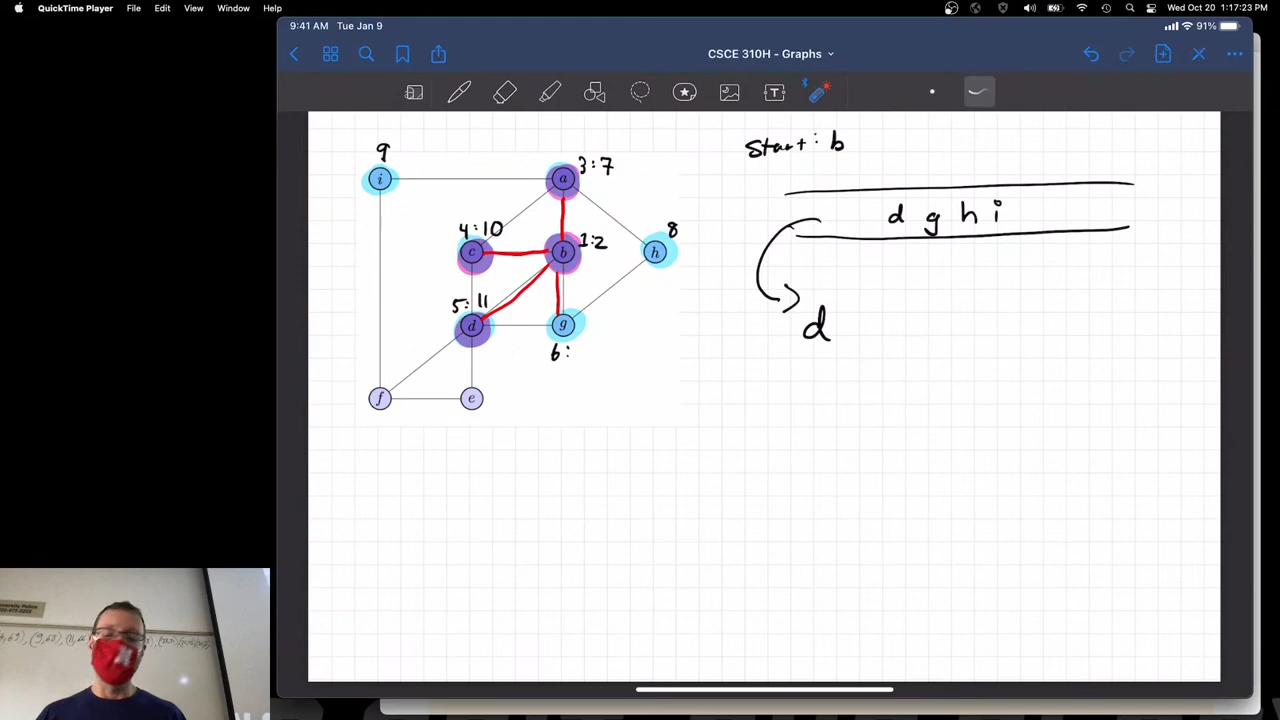 QuickTime Player File Edit View Window Help
Wed Oct 20 1:17:23 PM
9:41 AM Tue Jan 9
91%
CSCE 310H - Graphs
T
Start: b
9
3:7
i
a
d g h i
4:10
1:2
8
c
b
h
5:11
d
g
d
6:
f
e